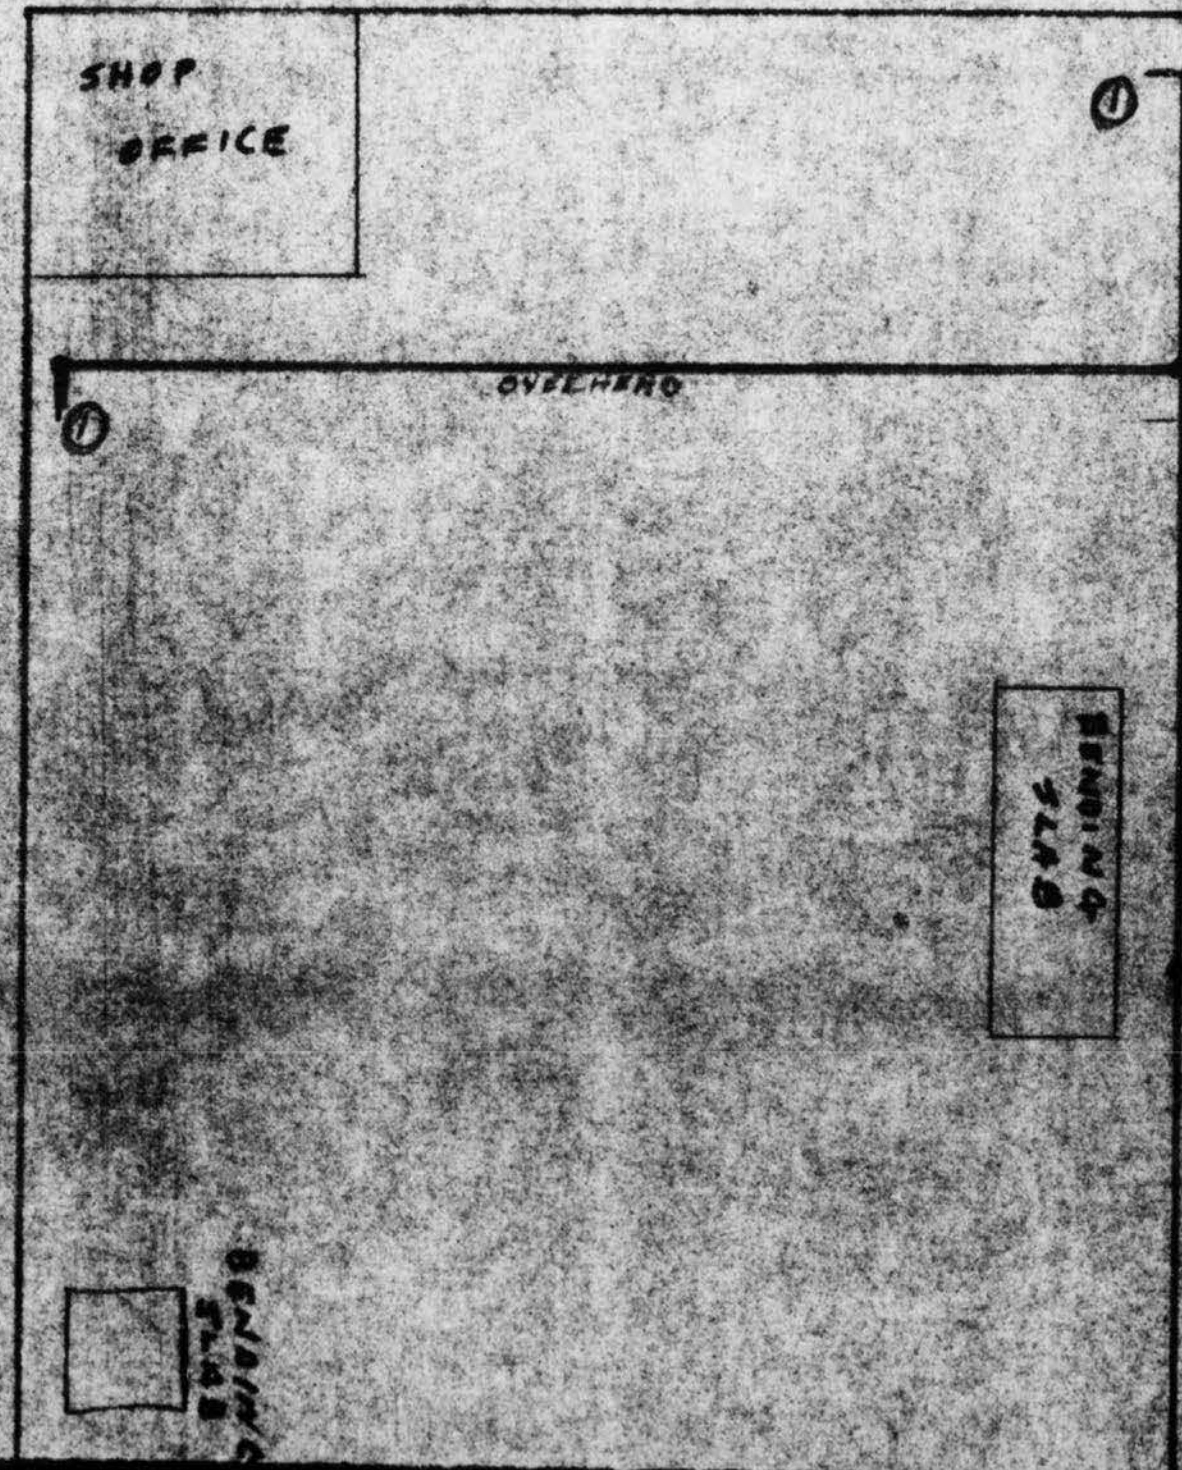 SHOP
OFFICE
①
OVERHEAD
①
BENDING
SLAB
BENDING
SLAB